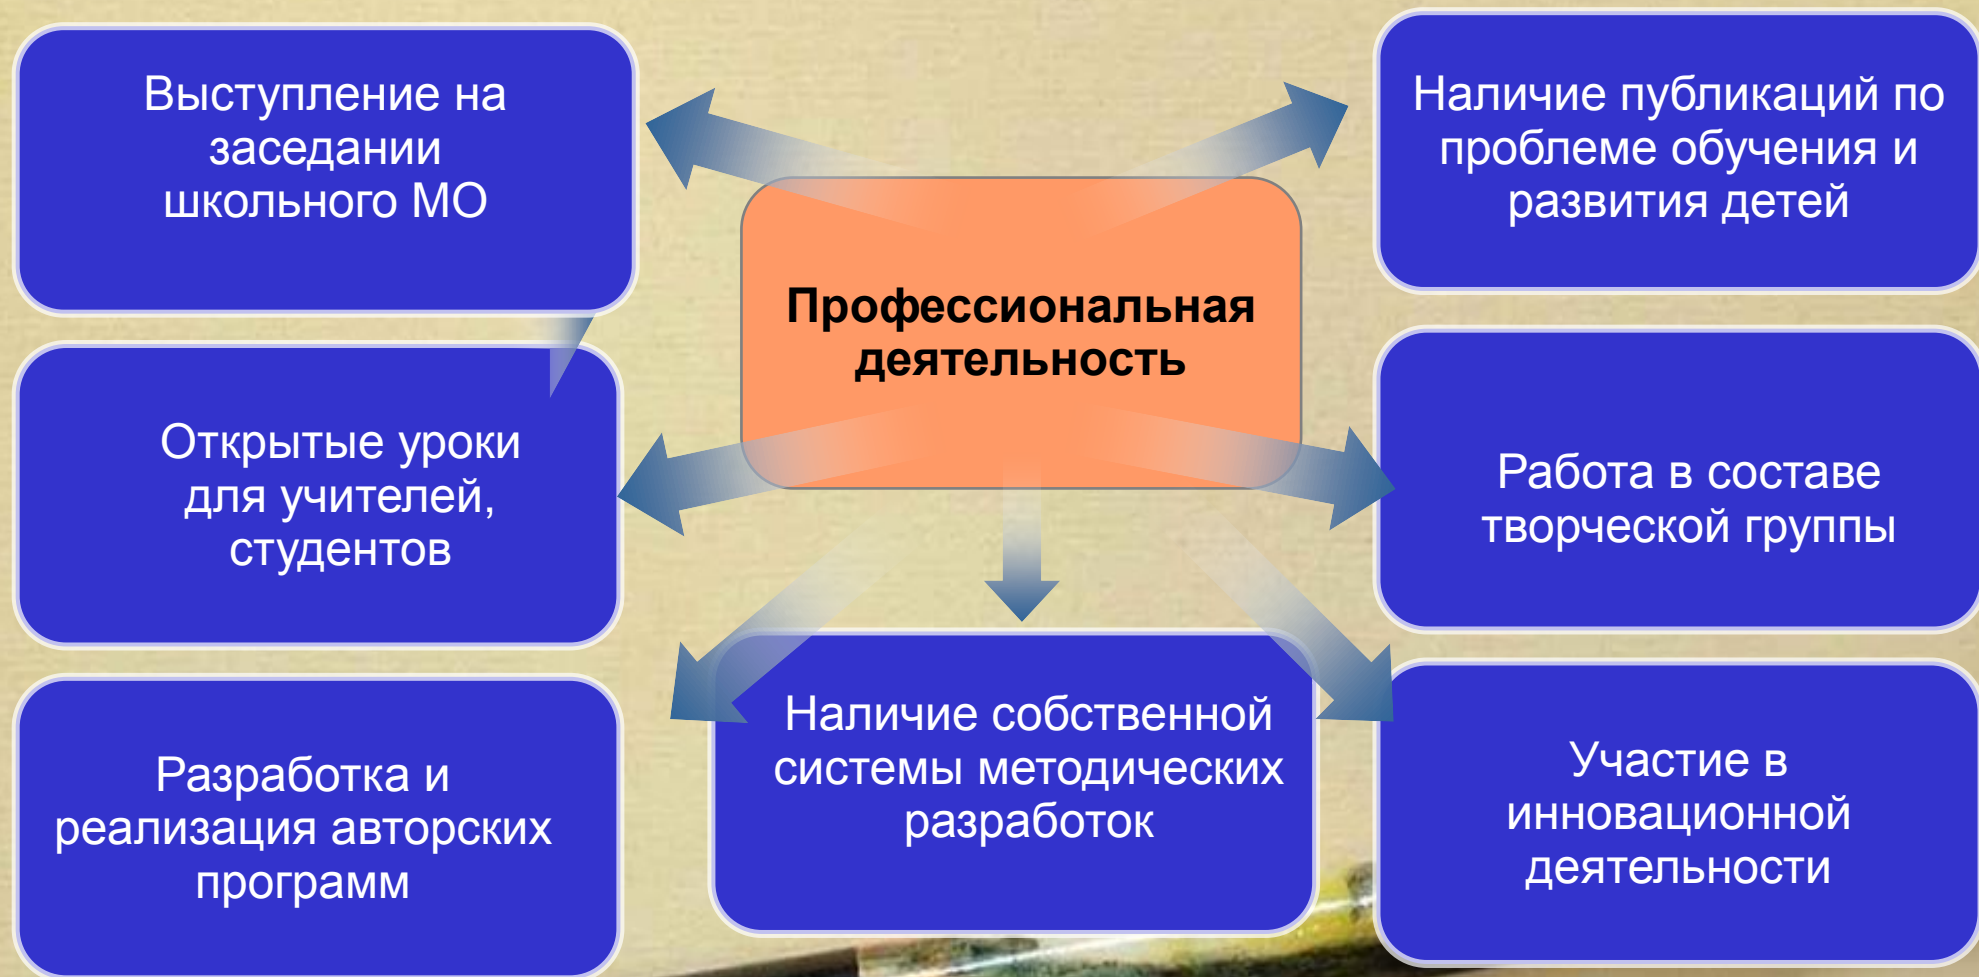 Выступление на
заседании
школьного МО
Наличие публикаций по
проблеме обучения и
развития детей
Профессиональная
деятельность
Открытые уроки
для учителей,
студентов
Работа в составе
творческой группы
Разработка и
реализация авторских
программ
Наличие собственной
системы методических
разработок
Участие в
инновационной
деятельности